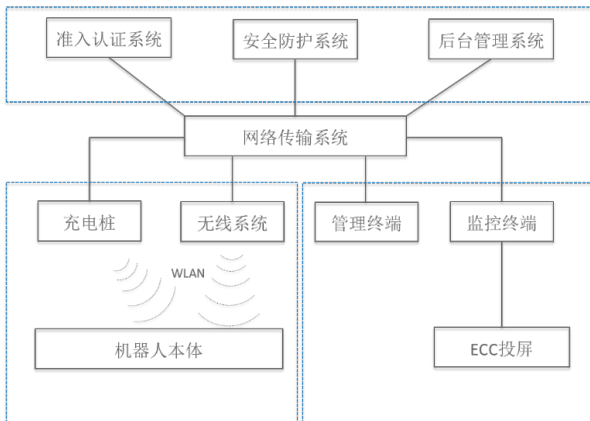 准入认证系统
安全防护系统
后台管理系统
网络传输系统
充电桩
无线系统
管理终端
监控终端
WLAN
机器人本体
ECC投屏